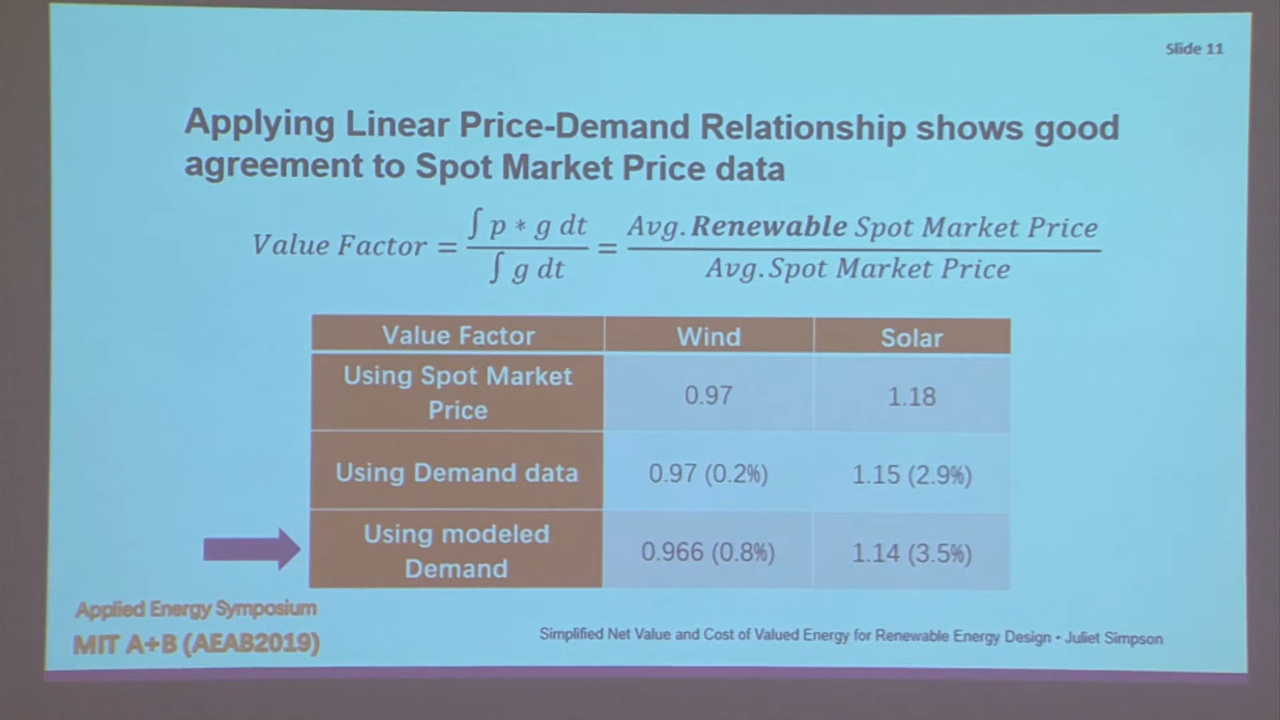 Slide 11
Applying Linear Price-Demand Relationship shows good
agreement to Spot Market Price data
Value Factor = ∫ p * g dt / ∫ g dt = Avg. Renewable Spot Market Price / Avg. Spot Market Price
Value Factor Wind Solar
Using Spot Market
Price
0.97 1.18
Using Demand data 0.97 (0.2%) 1.15 (2.9%)
Using modeled
Demand
0.966 (0.8%) 1.14 (3.5%)
Applied Energy Symposium
MIT A+B (AEAB2019)
Simplified Net Value and Cost of Valued Energy for Renewable Energy Design • Juliet Simpson